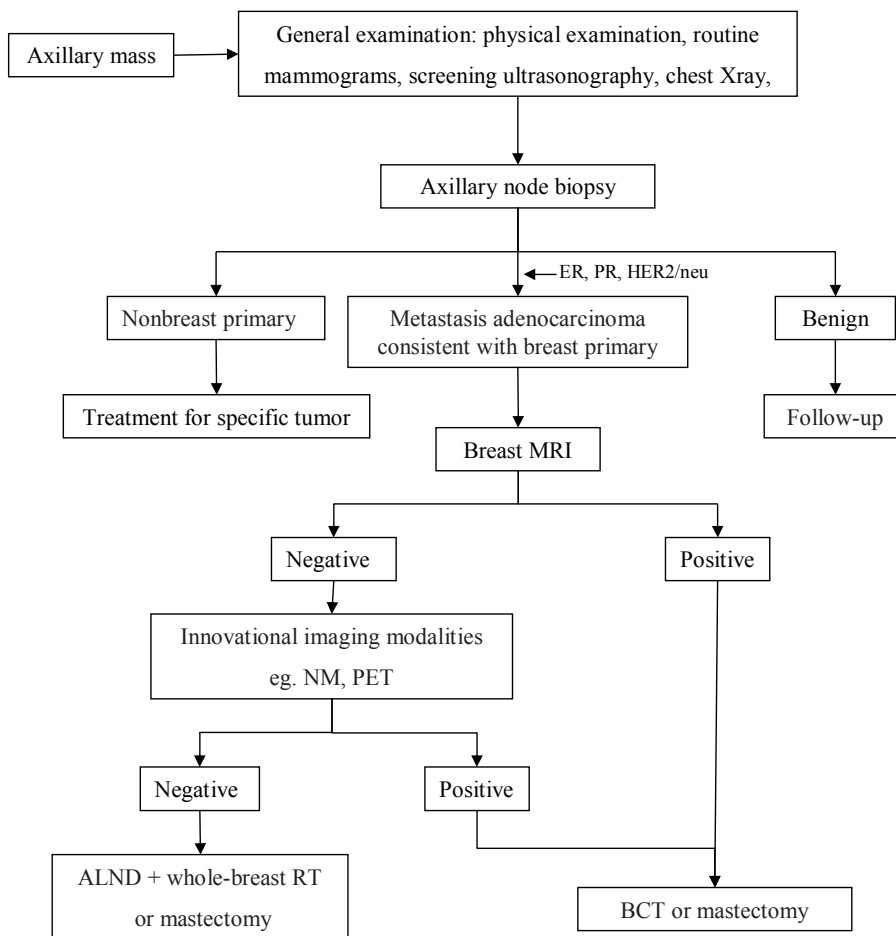 Axillary mass
General examination: physical examination, routine
mammograms, screening ultrasonography, chest Xray,
Axillary node biopsy
ER, PR, HER2/neu
Nonbreast primary
Metastasis adenocarcinoma
consistent with breast primary
Benign
Treatment for specific tumor
Follow-up
Breast MRI
Negative
Positive
Innovational imaging modalities
eg. NM, PET
Negative
Positive
ALND + whole-breast RT
or mastectomy
BCT or mastectomy